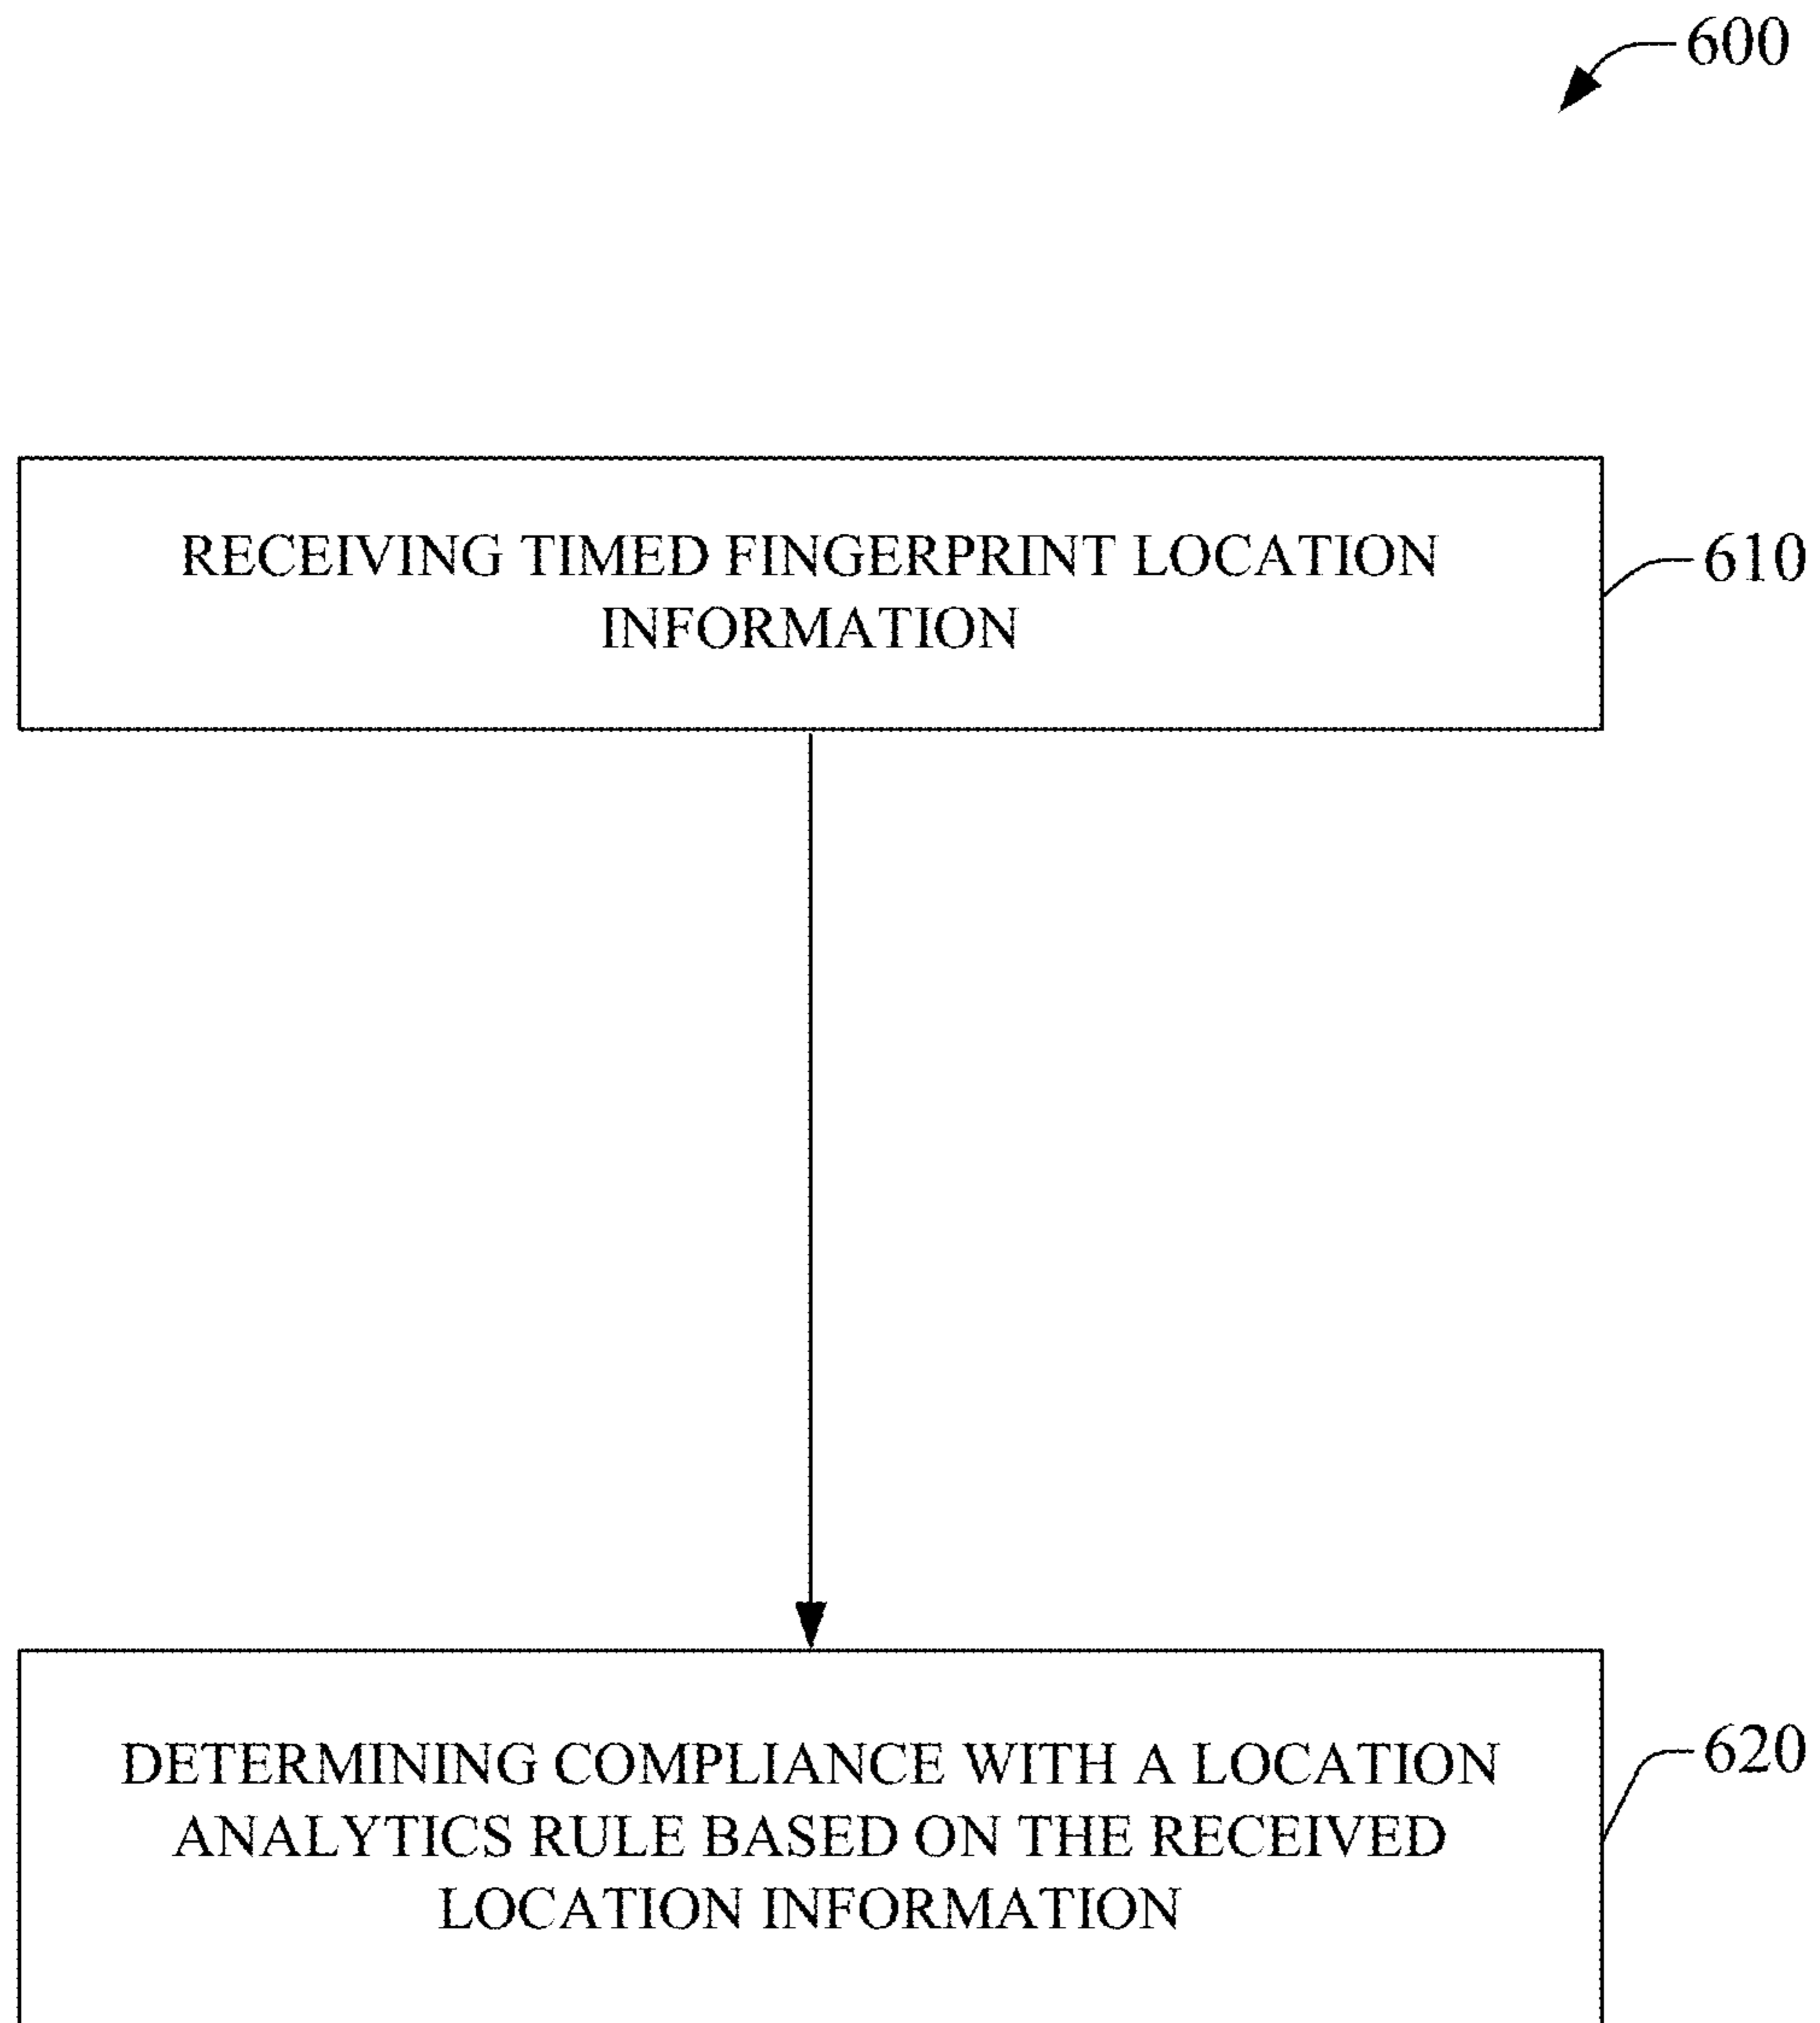 600
RECEIVING TIMED FINGERPRINT LOCATION
INFORMATION
610
DETERMINING COMPLIANCE WITH A LOCATION
ANALYTICS RULE BASED ON THE RECEIVED
LOCATION INFORMATION
620